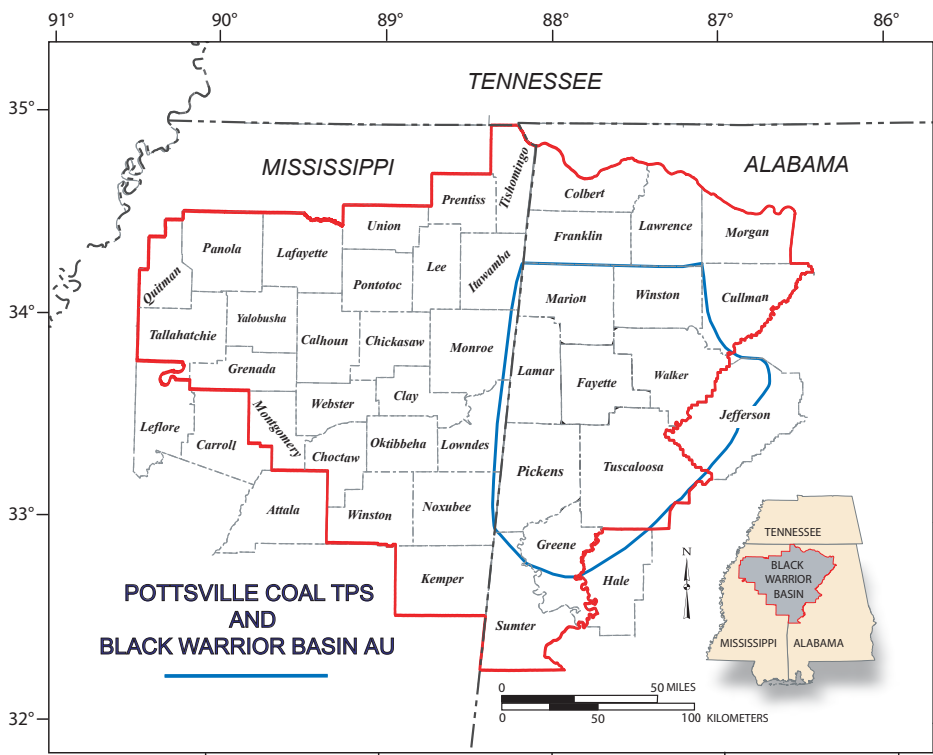 91° 90° 89° 88° 87° 86°
TENNESSEE
35°
MISSISSIPPI
ALABAMA
Tishomingo
Colbert
Prentiss
Lawrence
Union
Morgan
Panola
Lafayette
Franklin
Lee
Itawamba
Quitman
Pontotoc
Marion
Winston
Cullman
34°
Tallahatchie
Yalobusha
Calhoun
Chickasaw
Monroe
Grenada
Lamar
Fayette
Walker
Webster
Clay
Jefferson
Leflore
Carroll
Montgomery
Choctaw
Oktibbeha
Lowndes
Pickens
Tuscaloosa
33°
Attala
Winston
Noxubee
Greene
Hale
Kemper
Sumter
POTTSVILLE COAL TPS
AND
BLACK WARRIOR BASIN AU
N
TENNESSEE
BLACK
WARRIOR
BASIN
MISSISSIPPI
ALABAMA
0 50 MILES
0 50 100 KILOMETERS
32°